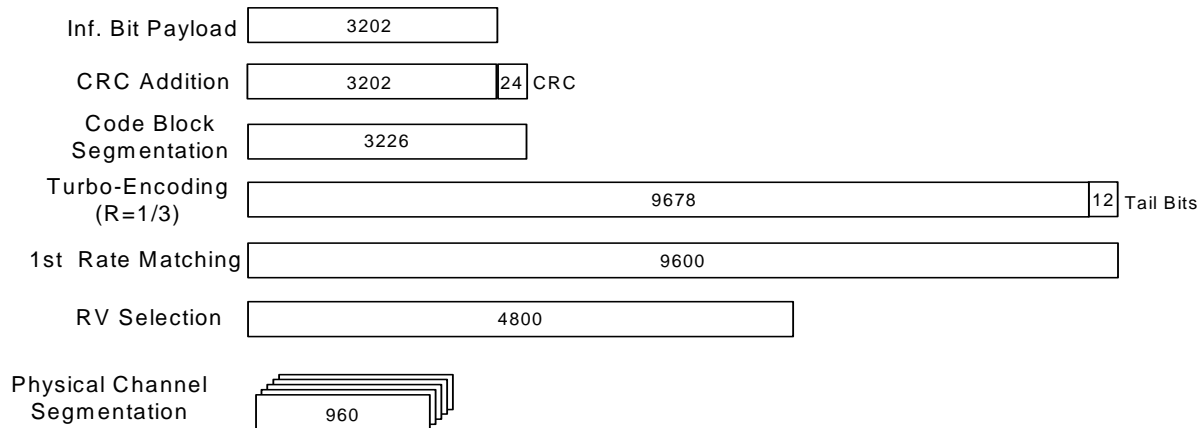 Inf. Bit Payload 3202
CRC Addition 3202 24 CRC
Code Block
Segmentation 3226
Turbo-Encoding
(R=1/3) 9678 12 Tail Bits
1st Rate Matching 9600
RV Selection 4800
Physical Channel
Segmentation 960